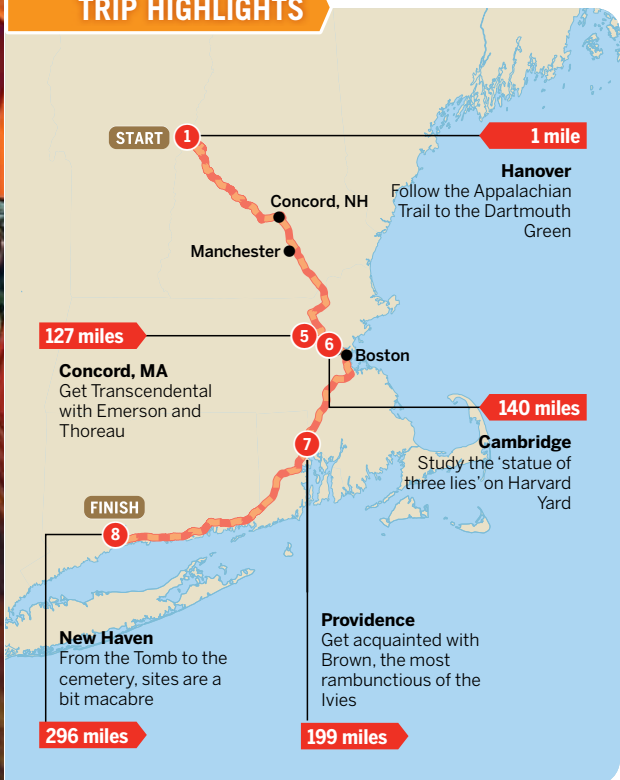 TRIP HIGHLIGHTS
START
1
1 mile
Hanover
Follow the Appalachian
Trail to the Dartmouth
Green
Concord, NH
Manchester
127 miles
5
6
Boston
Concord, MA
Get Transcendental
with Emerson and
Thoreau
140 miles
Cambridge
Study the ‘statue of
three lies’ on Harvard
Yard
7
FINISH
8
New Haven
From the Tomb to the
cemetery, sites are a
bit macabre
296 miles
Providence
Get acquainted with
Brown, the most
rambunctious of the
Ivies
199 miles